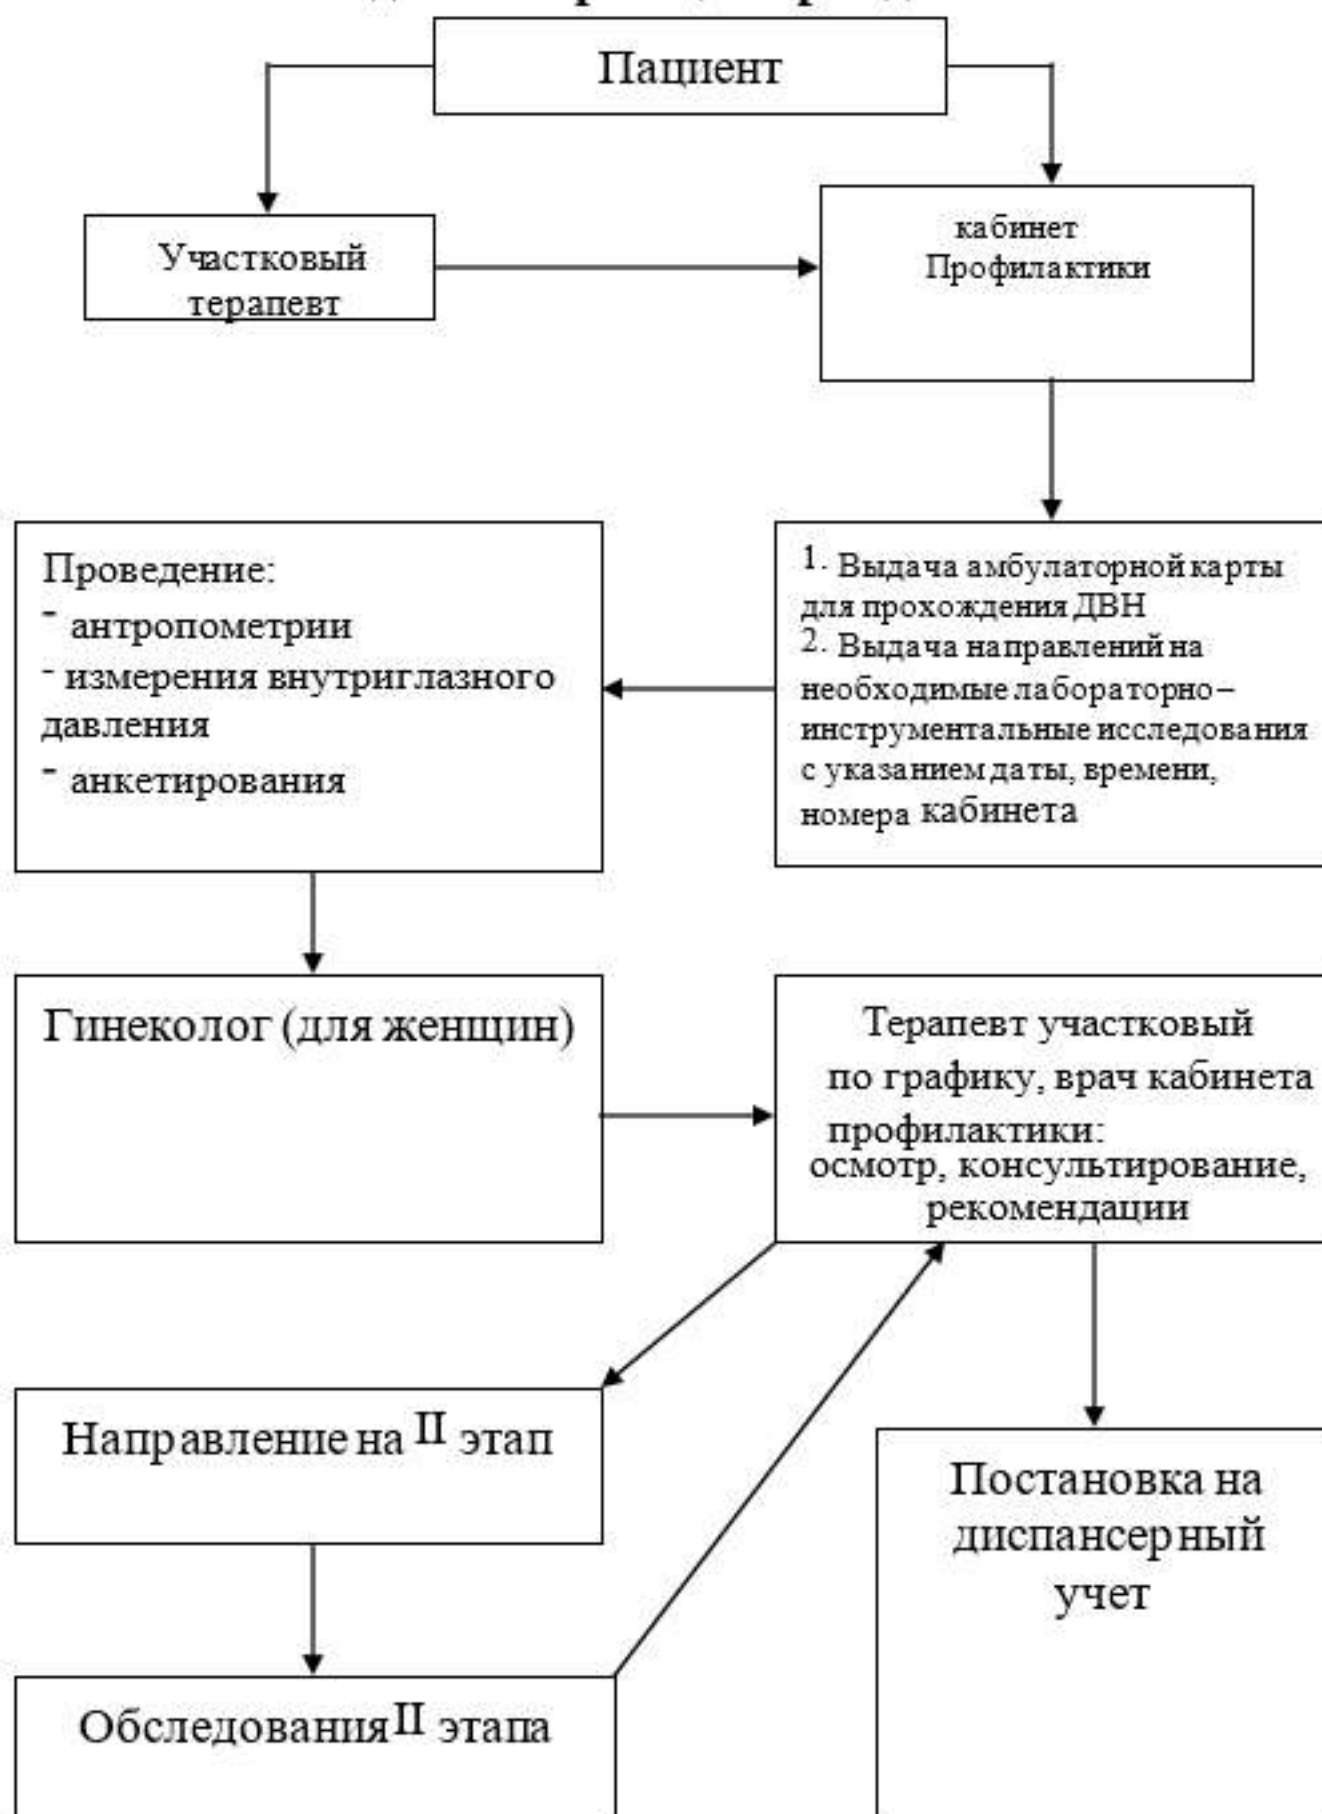 Пациент
кабинет
Профилактики
Участковый
терапевт
Проведение:
- антропометрии
- измерения внутриглазного
давления
- анкетирования
1. Выдача амбулаторной карты
для прохождения ДВН
2. Выдача направлений на
необходимые лабораторно–
инструментальные исследования
с указанием даты, времени,
номера кабинета
Гинеколог (для женщин)
Терапевт участковый
по графику, врач кабинета
профилактики:
осмотр, консультирование,
рекомендации
Направление на II этап
Постановка на
диспансерный
учет
Обследования II этапа